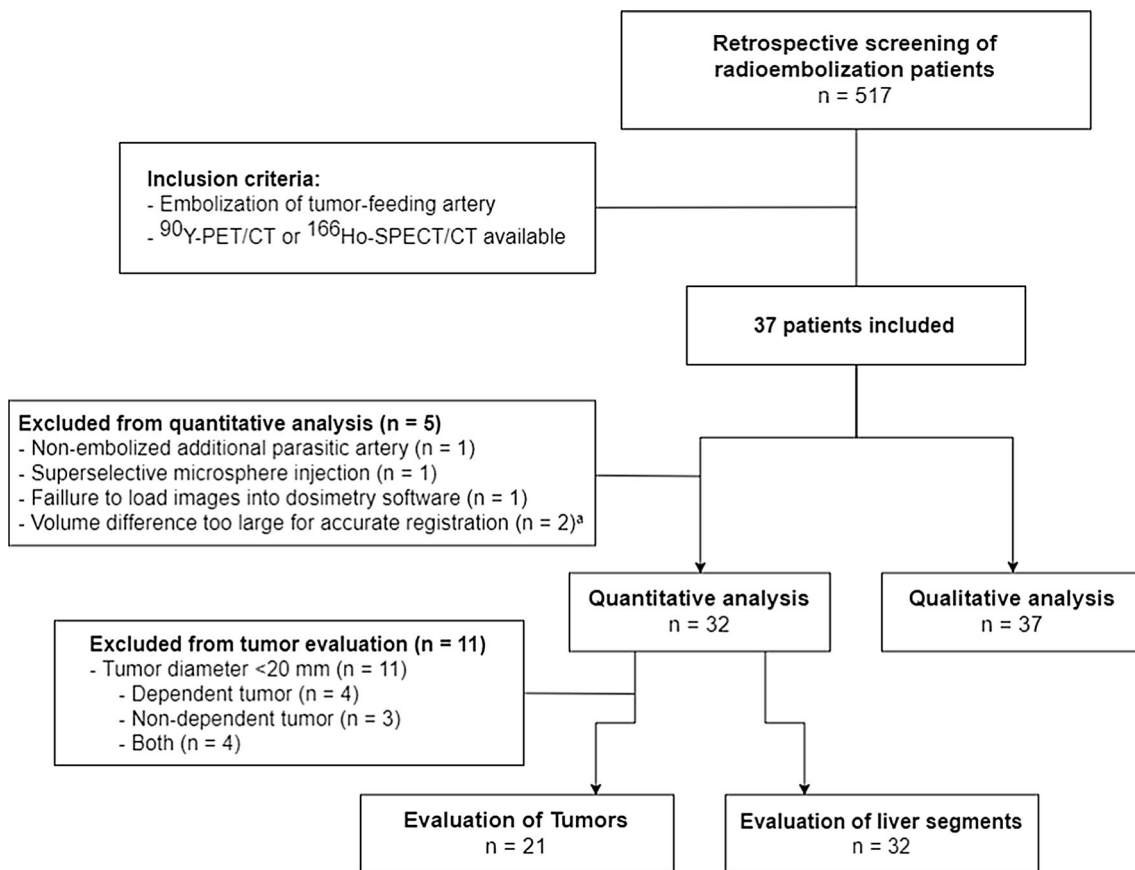 Retrospective screening of
radioembolization patients
n = 517
Inclusion criteria:
- Embolization of tumor-feeding artery
- ⁹⁰Y-PET/CT or ¹⁶⁶Ho-SPECT/CT available
37 patients included
Excluded from quantitative analysis (n = 5)
- Non-embolized additional parasitic artery (n = 1)
- Superselective microsphere injection (n = 1)
- Faillure to load images into dosimetry software (n = 1)
- Volume difference too large for accurate registration (n = 2)ᵃ
Quantitative analysis
n = 32
Qualitative analysis
n = 37
Excluded from tumor evaluation (n = 11)
- Tumor diameter <20 mm (n = 11)
- Dependent tumor (n = 4)
- Non-dependent tumor (n = 3)
- Both (n = 4)
Evaluation of Tumors
n = 21
Evaluation of liver segments
n = 32